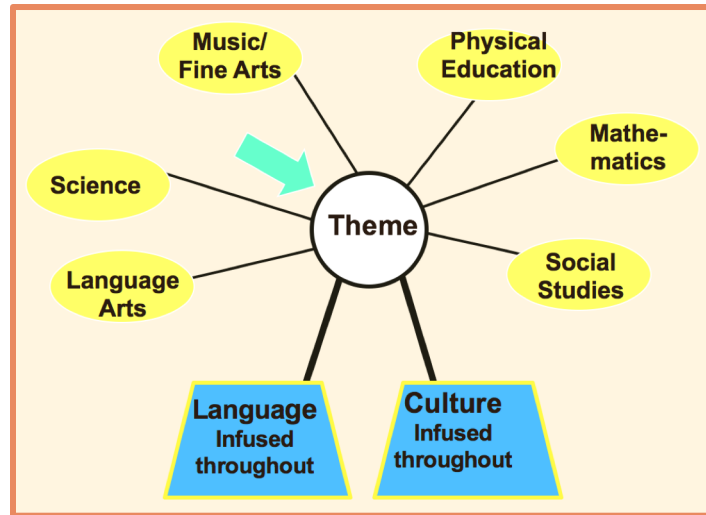 Music/
Fine Arts
Physical
Education
Mathe-
matics
Science
Theme
Language
Arts
Social
Studies
Language
Infused
throughout
Culture
Infused
throughout